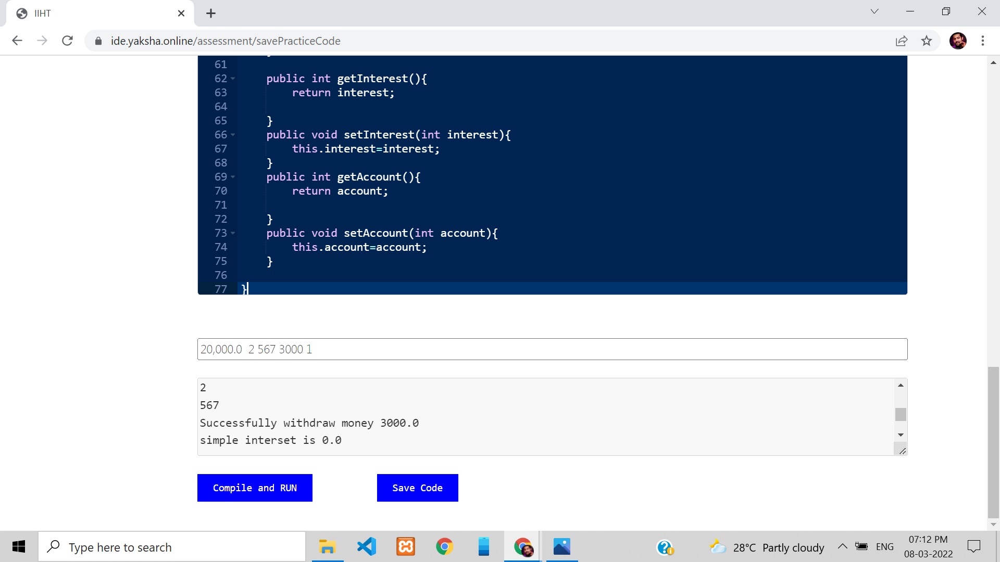 IIHT
ide.yaksha.online/assessment/savePracticeCode
61
62 public int getInterest(){
63 return interest;
64
65 }
66 public void setInterest(int interest){
67 this.interest=interest;
68 }
69 public int getAccount(){
70 return account;
71
72 }
73 public void setAccount(int account){
74 this.account=account;
75 }
76
77 }
20,000.0  2 567 3000 1
2
567
Successfully withdraw money 3000.0
simple interset is 0.0
Compile and RUN Save Code
Type here to search
28°C Partly cloudy
ENG
07:12 PM
08-03-2022